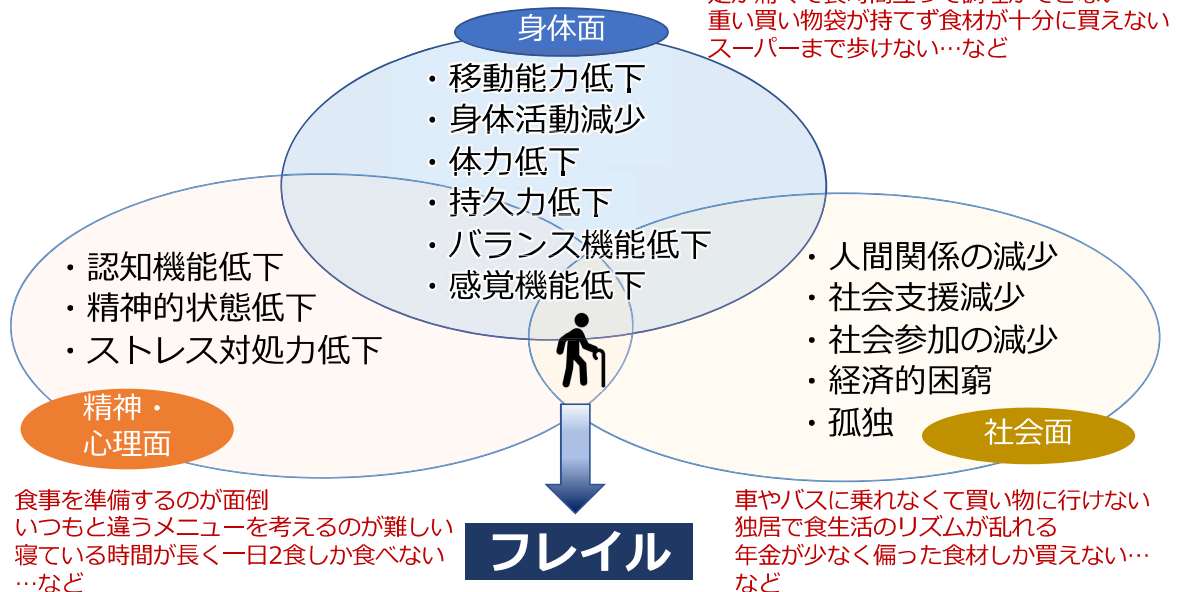 身体面
重い買い物袋が持てず食材が十分に買えない
スーパーまで歩けない…など
・移動能力低下
・身体活動減少
・体力低下
・持久力低下
・バランス機能低下
・感覚機能低下
・認知機能低下
・精神的状態低下
・ストレス対処力低下
精神・
心理面
・人間関係の減少
・社会支援減少
・社会参加の減少
・経済的困窮
・孤独
社会面
食事を準備するのが面倒
いつもと違うメニューを考えるのが難しい
寝ている時間が長く一日2食しか食べない
…など
フレイル
車やバスに乗れなくて買い物に行けない
独居で食生活のリズムが乱れる
年金が少なく偏った食材しか買えない…
など